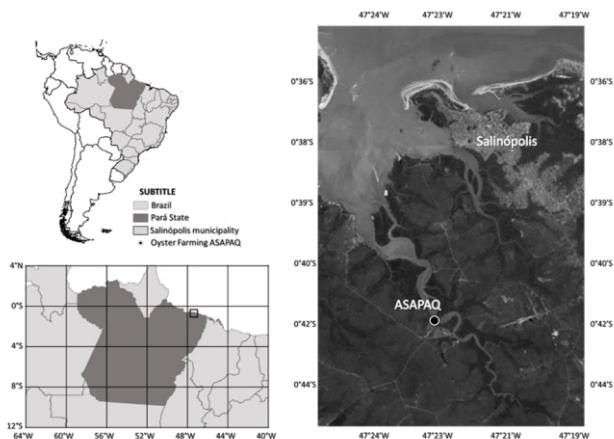 SUBTITLE
Brazil
Pará State
Salinópolis municipality
Oyster Farming ASAPAQ
4°N
0°S
4°S
8°S
12°S
64°W 60°W 56°W 52°W 48°W 44°W 40°W
47°24'W 47°23'W 47°21'W 47°19'W
0°36'S
0°38'S
0°39'S
0°40'S
0°42'S
0°44'S
Salinópolis
ASAPAQ
0°36'S
0°38'S
0°39'S
0°40'S
0°42'S
0°44'S
47°24'W 47°23'W 47°21'W 47°19'W